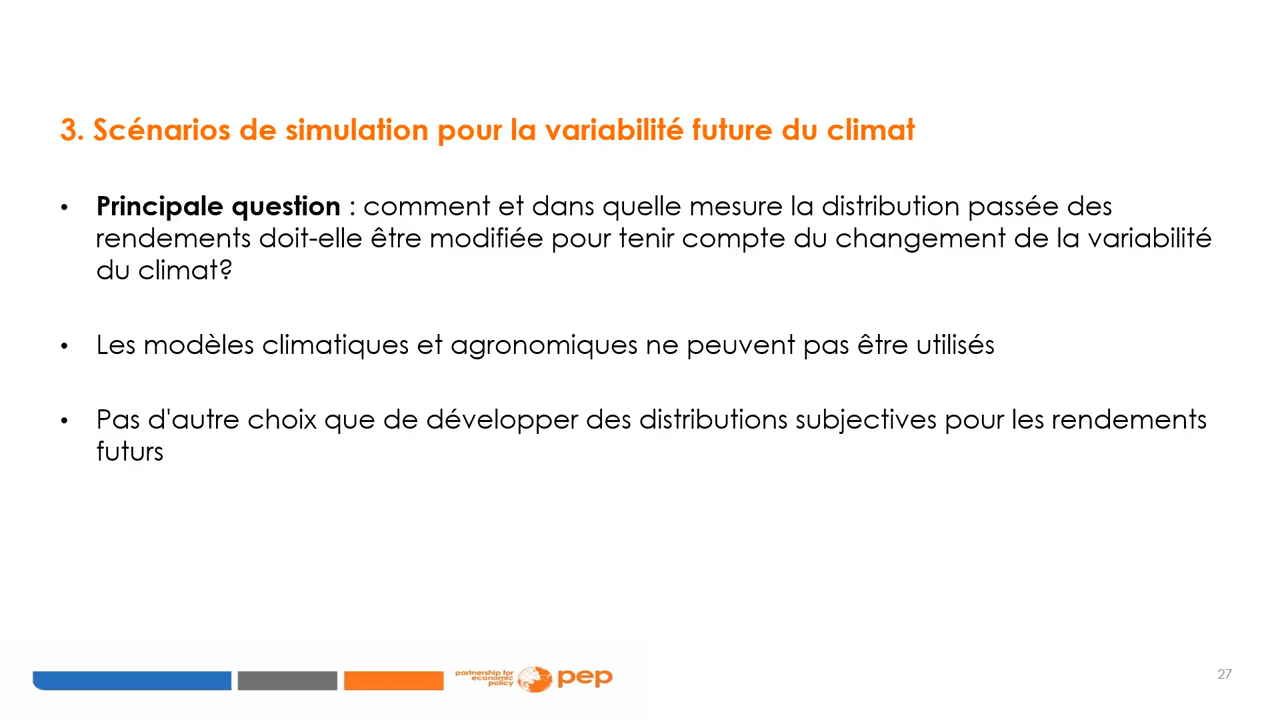 3. Scénarios de simulation pour la variabilité future du climat
• Principale question : comment et dans quelle mesure la distribution passée des
rendements doit-elle être modifiée pour tenir compte du changement de la variabilité
du climat?
• Les modèles climatiques et agronomiques ne peuvent pas être utilisés
• Pas d'autre choix que de développer des distributions subjectives pour les rendements
futurs
partnership for
economic
policy
pep
27